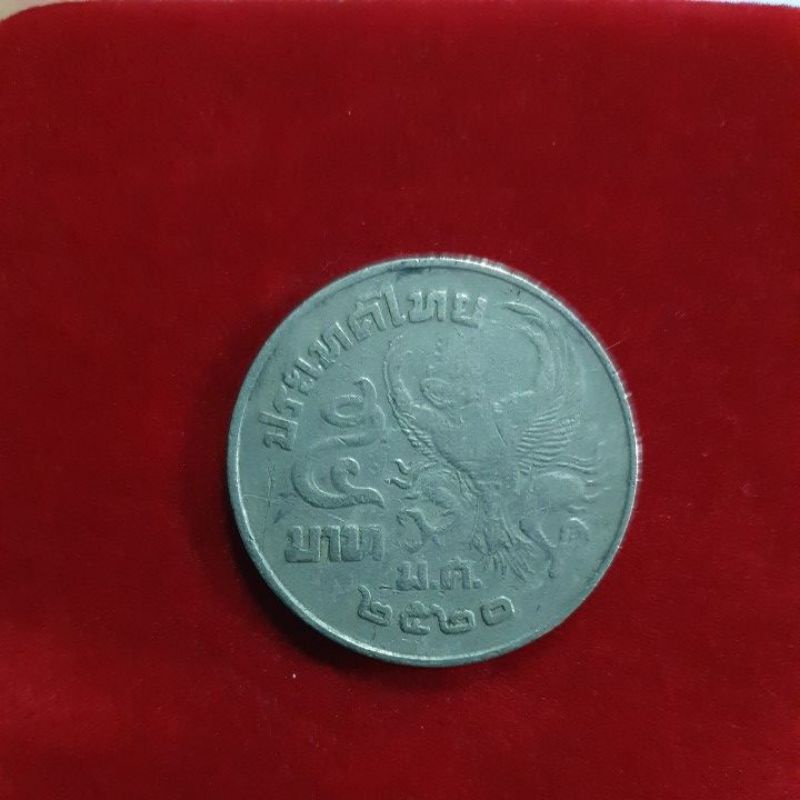 ประเทศไทย
๕
บาท
พ.ศ.
๒๕๒๐